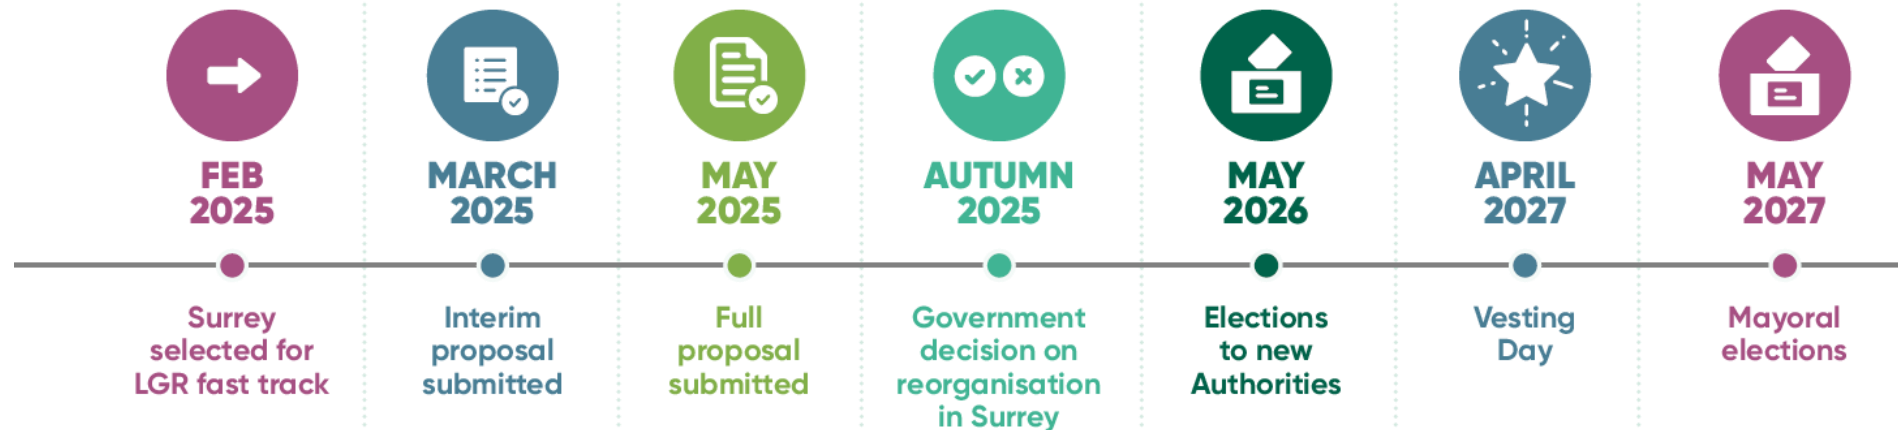 FEB
2025
Surrey
selected for
LGR fast track
MARCH
2025
Interim
proposal
submitted
MAY
2025
Full
proposal
submitted
AUTUMN
2025
Government
decision on
reorganisation
in Surrey
MAY
2026
Elections
to new
Authorities
APRIL
2027
Vesting
Day
MAY
2027
Mayoral
elections